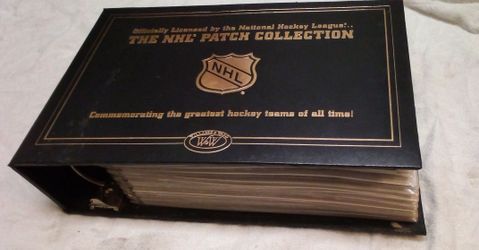 Officially Licensed by the National Hockey League!..
THE NHL PATCH COLLECTION
NHL
®
Commemorating the greatest hockey teams of all time!
W&W